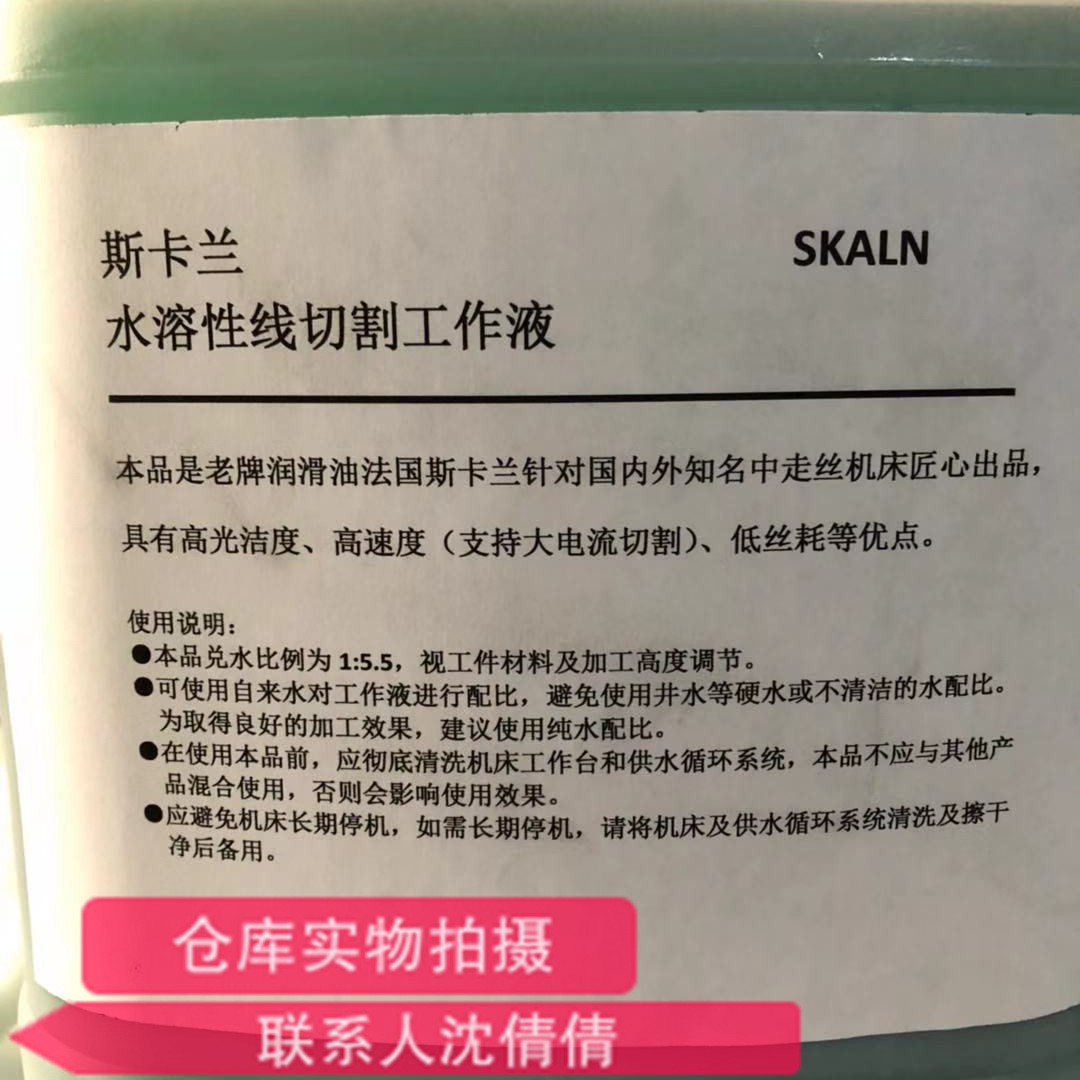 斯卡兰 SKALN
水溶性线切割工作液
本品是老牌润滑油法国斯卡兰针对国内外知名中走丝机床匠心出品，
具有高光洁度、高速度（支持大电流切割）、低丝耗等优点。
使用说明：
●本品兑水比例为 1:5.5，视工件材料及加工高度调节。
●可使用自来水对工作液进行配比，避免使用井水等硬水或不清洁的水配比。
为取得良好的加工效果，建议使用纯水配比。
●在使用本品前，应彻底清洗机床工作台和供水循环系统，本品不应与其他产
品混合使用，否则会影响使用效果。
●应避免机床长期停机，如需长期停机，请将机床及供水循环系统清洗及擦干
净后备用。
仓库实物拍摄
联系人沈倩倩